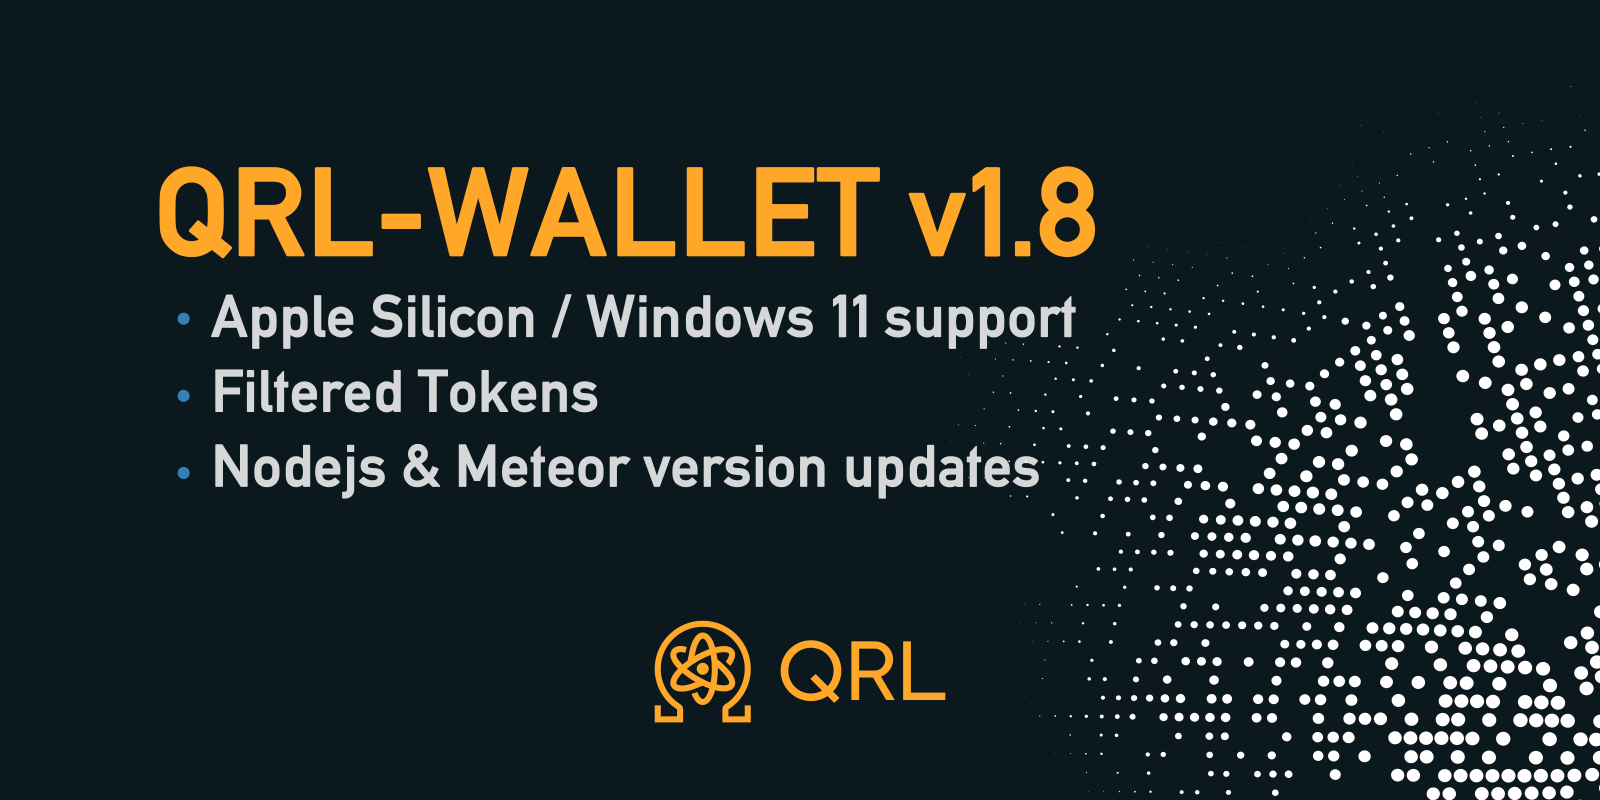 QRL-WALLET v1.8
• Apple Silicon / Windows 11 support
• Filtered Tokens
• Nodejs & Meteor version updates
QRL